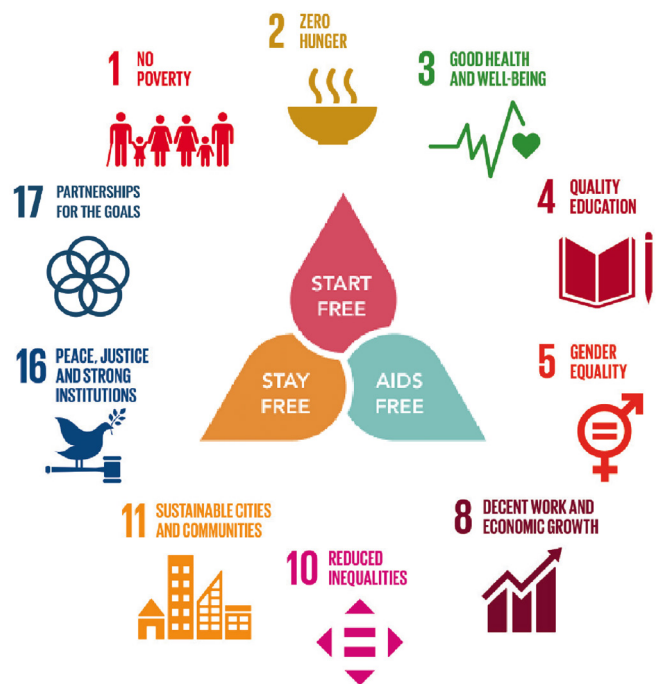 1 NO
POVERTY
2 ZERO
HUNGER
3 GOOD HEALTH
AND WELL-BEING
4 QUALITY
EDUCATION
5 GENDER
EQUALITY
8 DECENT WORK AND
ECONOMIC GROWTH
10 REDUCED
INEQUALITIES
11 SUSTAINABLE CITIES
AND COMMUNITIES
16 PEACE, JUSTICE
AND STRONG
INSTITUTIONS
17 PARTNERSHIPS
FOR THE GOALS
START
FREE
STAY
FREE
AIDS
FREE